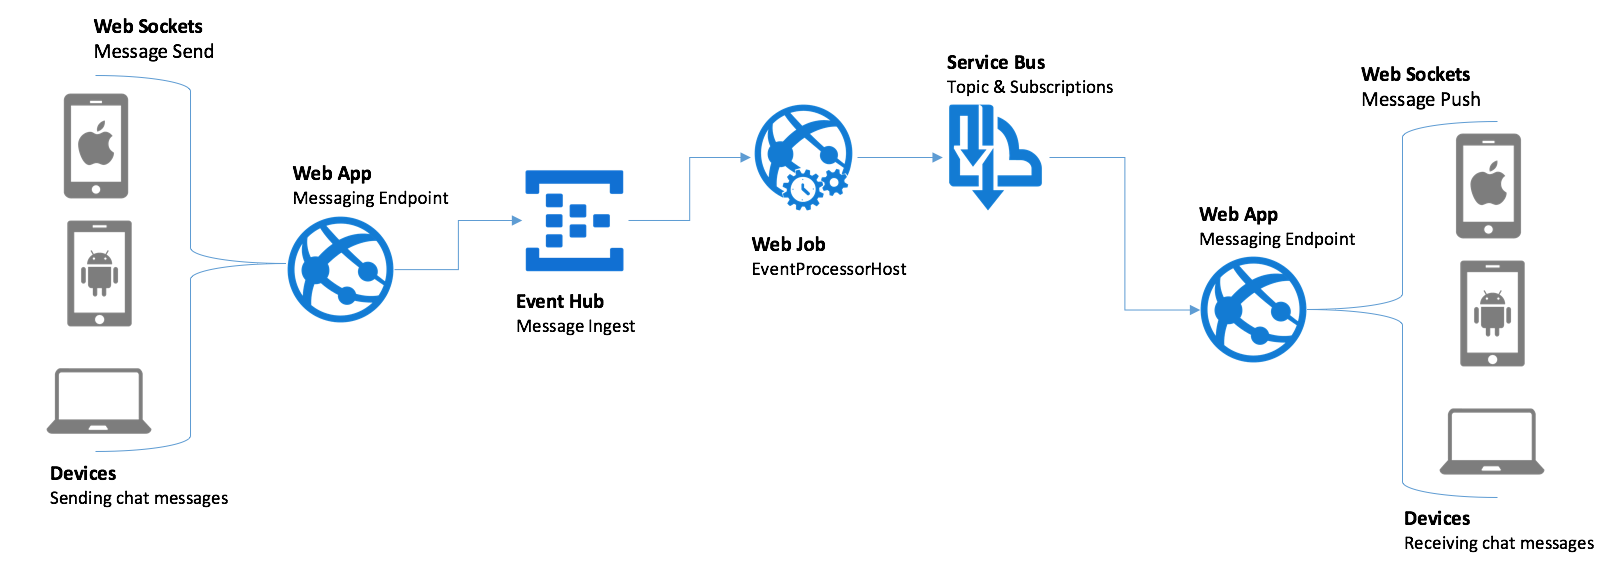 Web Sockets
Message Send
Web App
Messaging Endpoint
Event Hub
Message Ingest
Web Job
EventProcessorHost
Service Bus
Topic & Subscriptions
Web App
Messaging Endpoint
Web Sockets
Message Push
Devices
Sending chat messages
Devices
Receiving chat messages